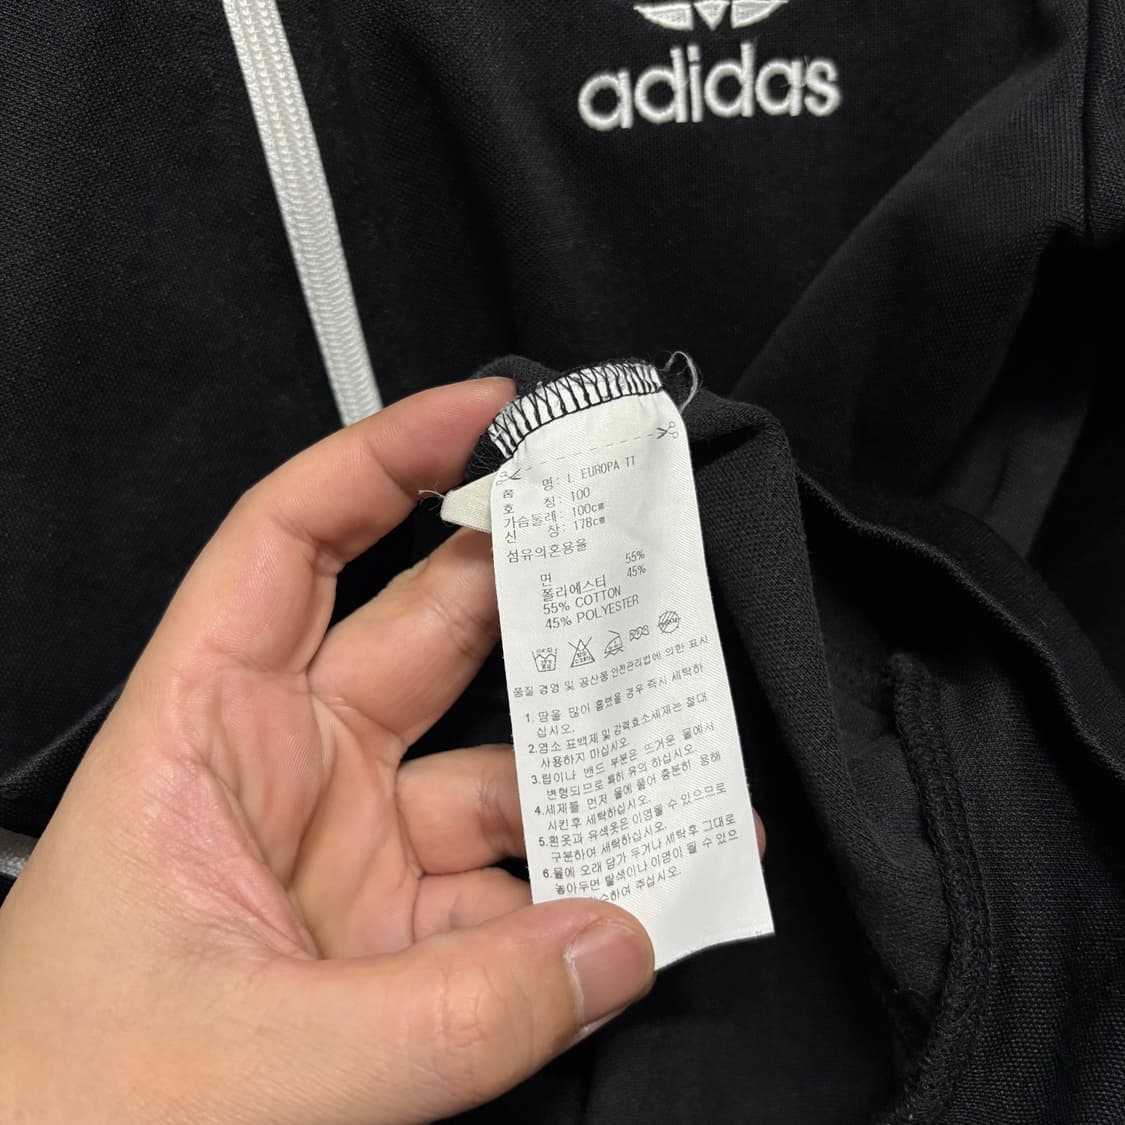 adidas
품 명: L EUROPA TT
호 칭: 100
가슴둘레: 100cm
신 장: 178cm
섬유의혼용율
면 55%
폴리에스터 45%
55% COTTON
45% POLYESTER
품질 경영 및 공산품 안전관리법에 의한 표시
1. 땀을 많이 흘렸을 경우 즉시 세탁하
십시오.
2.염소 표백제 및 강력효소세제는 절대
사용하지 마십시오.
3.립이나 밴드 부분은 뜨거운 물에서
변형되므로 특히 유의 하십시오.
4.세제를 먼저 물에 풀어 충분히 용해
시킨후 세탁하십시오.
5.흰옷과 유색옷은 이염될 수 있으므로
구분하여 세탁하십시오.
6.물에 오래 담가 두거나 세탁후 그대로
놓아두면 탈색이나 이염이 될 수 있으
하여 주십시오.